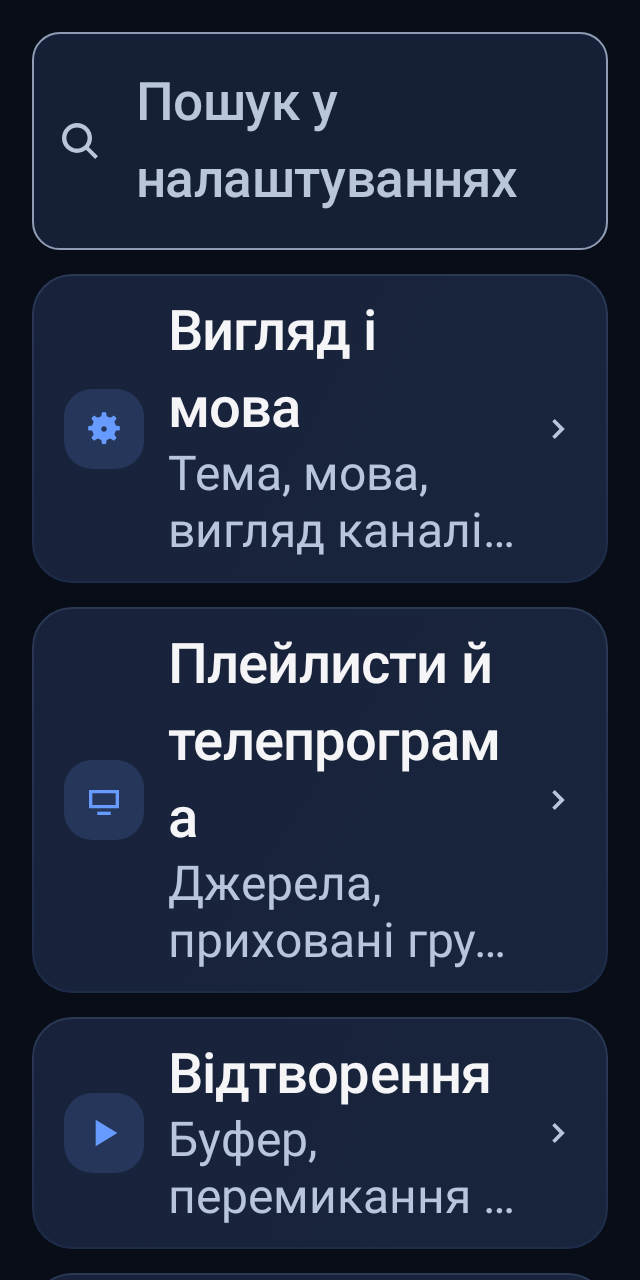 Пошук у
налаштуваннях
Вигляд і
мова
Тема, мова,
вигляд каналі…
Плейлисти й
телепрограм
а
Джерела,
приховані гру…
Відтворення
Буфер,
перемикання …